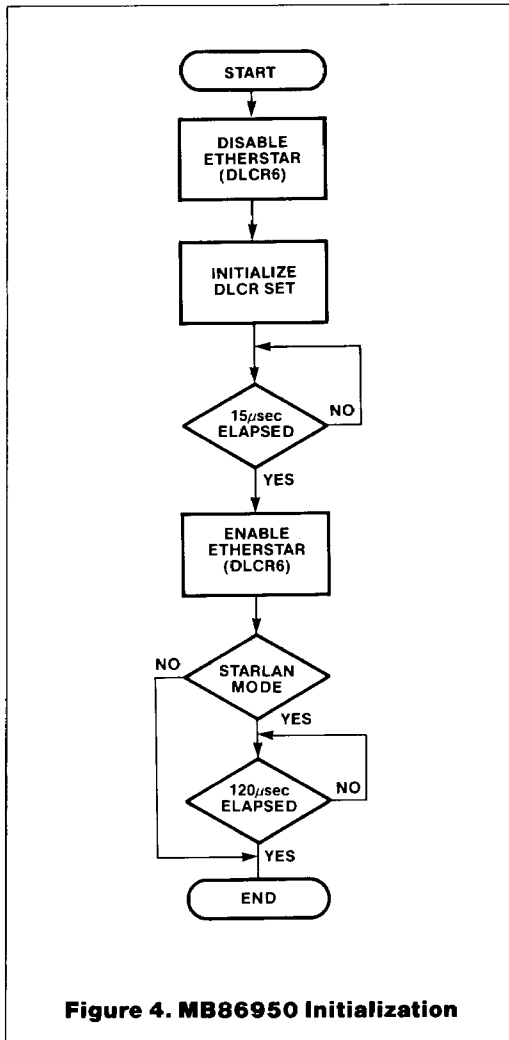 START
DISABLE
ETHERSTAR
(DLCR6)
INITIALIZE
DLCR SET
15μsec
ELAPSED
NO
YES
ENABLE
ETHERSTAR
(DLCR6)
NO
STARLAN
MODE
YES
120μsec
ELAPSED
NO
YES
END
Figure 4. MB86950 Initialization